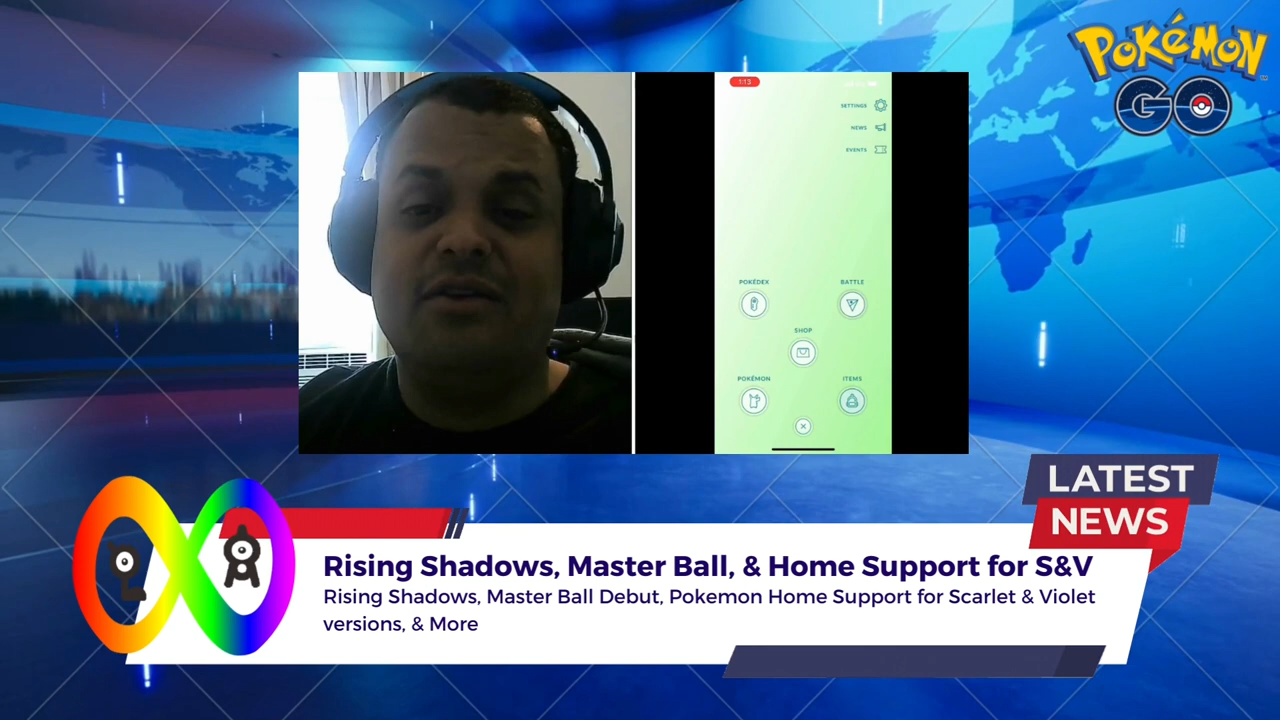 POKÉMON
GO
1:13
SETTINGS
NEWS
EVENTS
POKÉDEX
BATTLE
SHOP
POKÉMON
ITEMS
LATEST
NEWS
L
A
Rising Shadows, Master Ball, & Home Support for S&V
Rising Shadows, Master Ball Debut, Pokemon Home Support for Scarlet & Violet
versions, & More